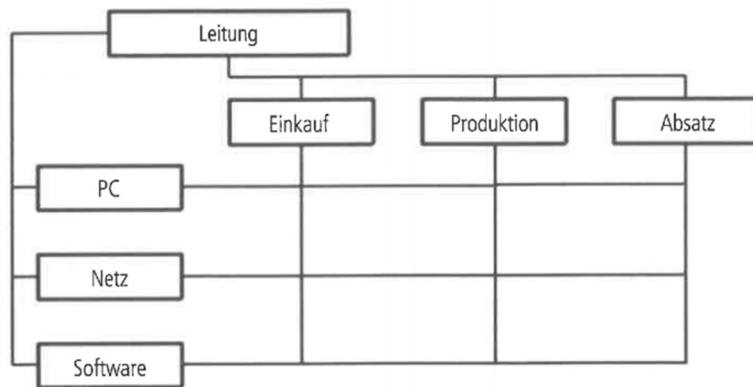 Leitung
Einkauf
Produktion
Absatz
PC
Netz
Software